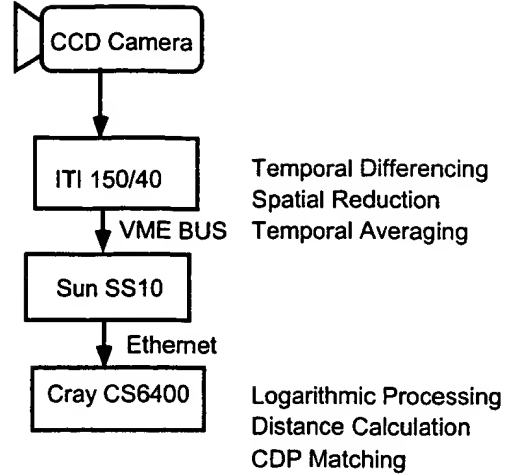 CCD Camera
ITI 150/40
Temporal Differencing
Spatial Reduction
VME BUS
Temporal Averaging
Sun SS10
Ethernet
Cray CS6400
Logarithmic Processing
Distance Calculation
CDP Matching